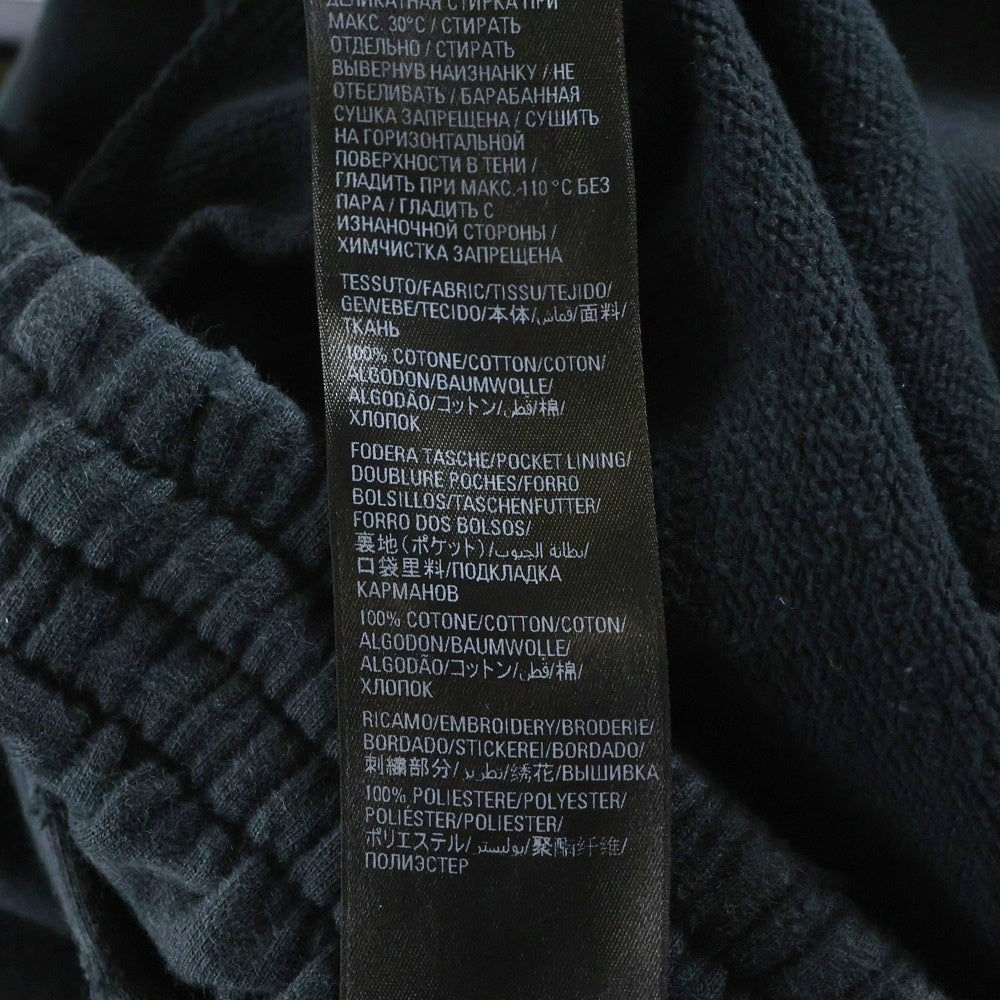 ДЕЛИКАТНАЯ СТИРКА ПРИ
МАКС. 30°C / СТИРАТЬ
ОТДЕЛЬНО / СТИРАТЬ
ВЫВЕРНУВ НАИЗНАНКУ / НЕ
ОТБЕЛИВАТЬ / БАРАБАННАЯ
СУШКА ЗАПРЕЩЕНА / СУШИТЬ
НА ГОРИЗОНТАЛЬНОЙ
ПОВЕРХНОСТИ В ТЕНИ /
ГЛАДИТЬ ПРИ МАКС.-110 °C БЕЗ
ПАРА / ГЛАДИТЬ С
ИЗНАНОЧНОЙ СТОРОНЫ /
ХИМЧИСТКА ЗАПРЕЩЕНА
TESSUTO/FABRIC/TISSU/TEJIDO/
GEWEBE/TECIDO/本体/قماش/面料/
ТКАНЬ
100% COTONE/COTTON/COTON/
ALGODON/BAUMWOLLE/
ALGODÃO/コットン/قطن/棉/
ХЛОПОК
FODERA TASCHE/POCKET LINING/
DOUBLURE POCHES/FORRO
BOLSILLOS/TASCHENFUTTER/
FORRO DOS BOLSOS/
裏地(ポケット)/بطانة الجيوب/
口袋里料/ПОДКЛАДКА
КАРМАНОВ
100% COTONE/COTTON/COTON/
ALGODON/BAUMWOLLE/
ALGODÃO/コットン/قطن/棉/
ХЛОПОК
RICAMO/EMBROIDERY/BRODERIE/
BORDADO/STICKEREI/BORDADO/
刺繍部分/تطريز/绣花/ВЫШИВКА
100% POLIESTERE/POLYESTER/
POLIÉSTER/POLIESTER/
ポリエステル/بوليستر/聚酯纤维/
ПОЛИЭСТЕР